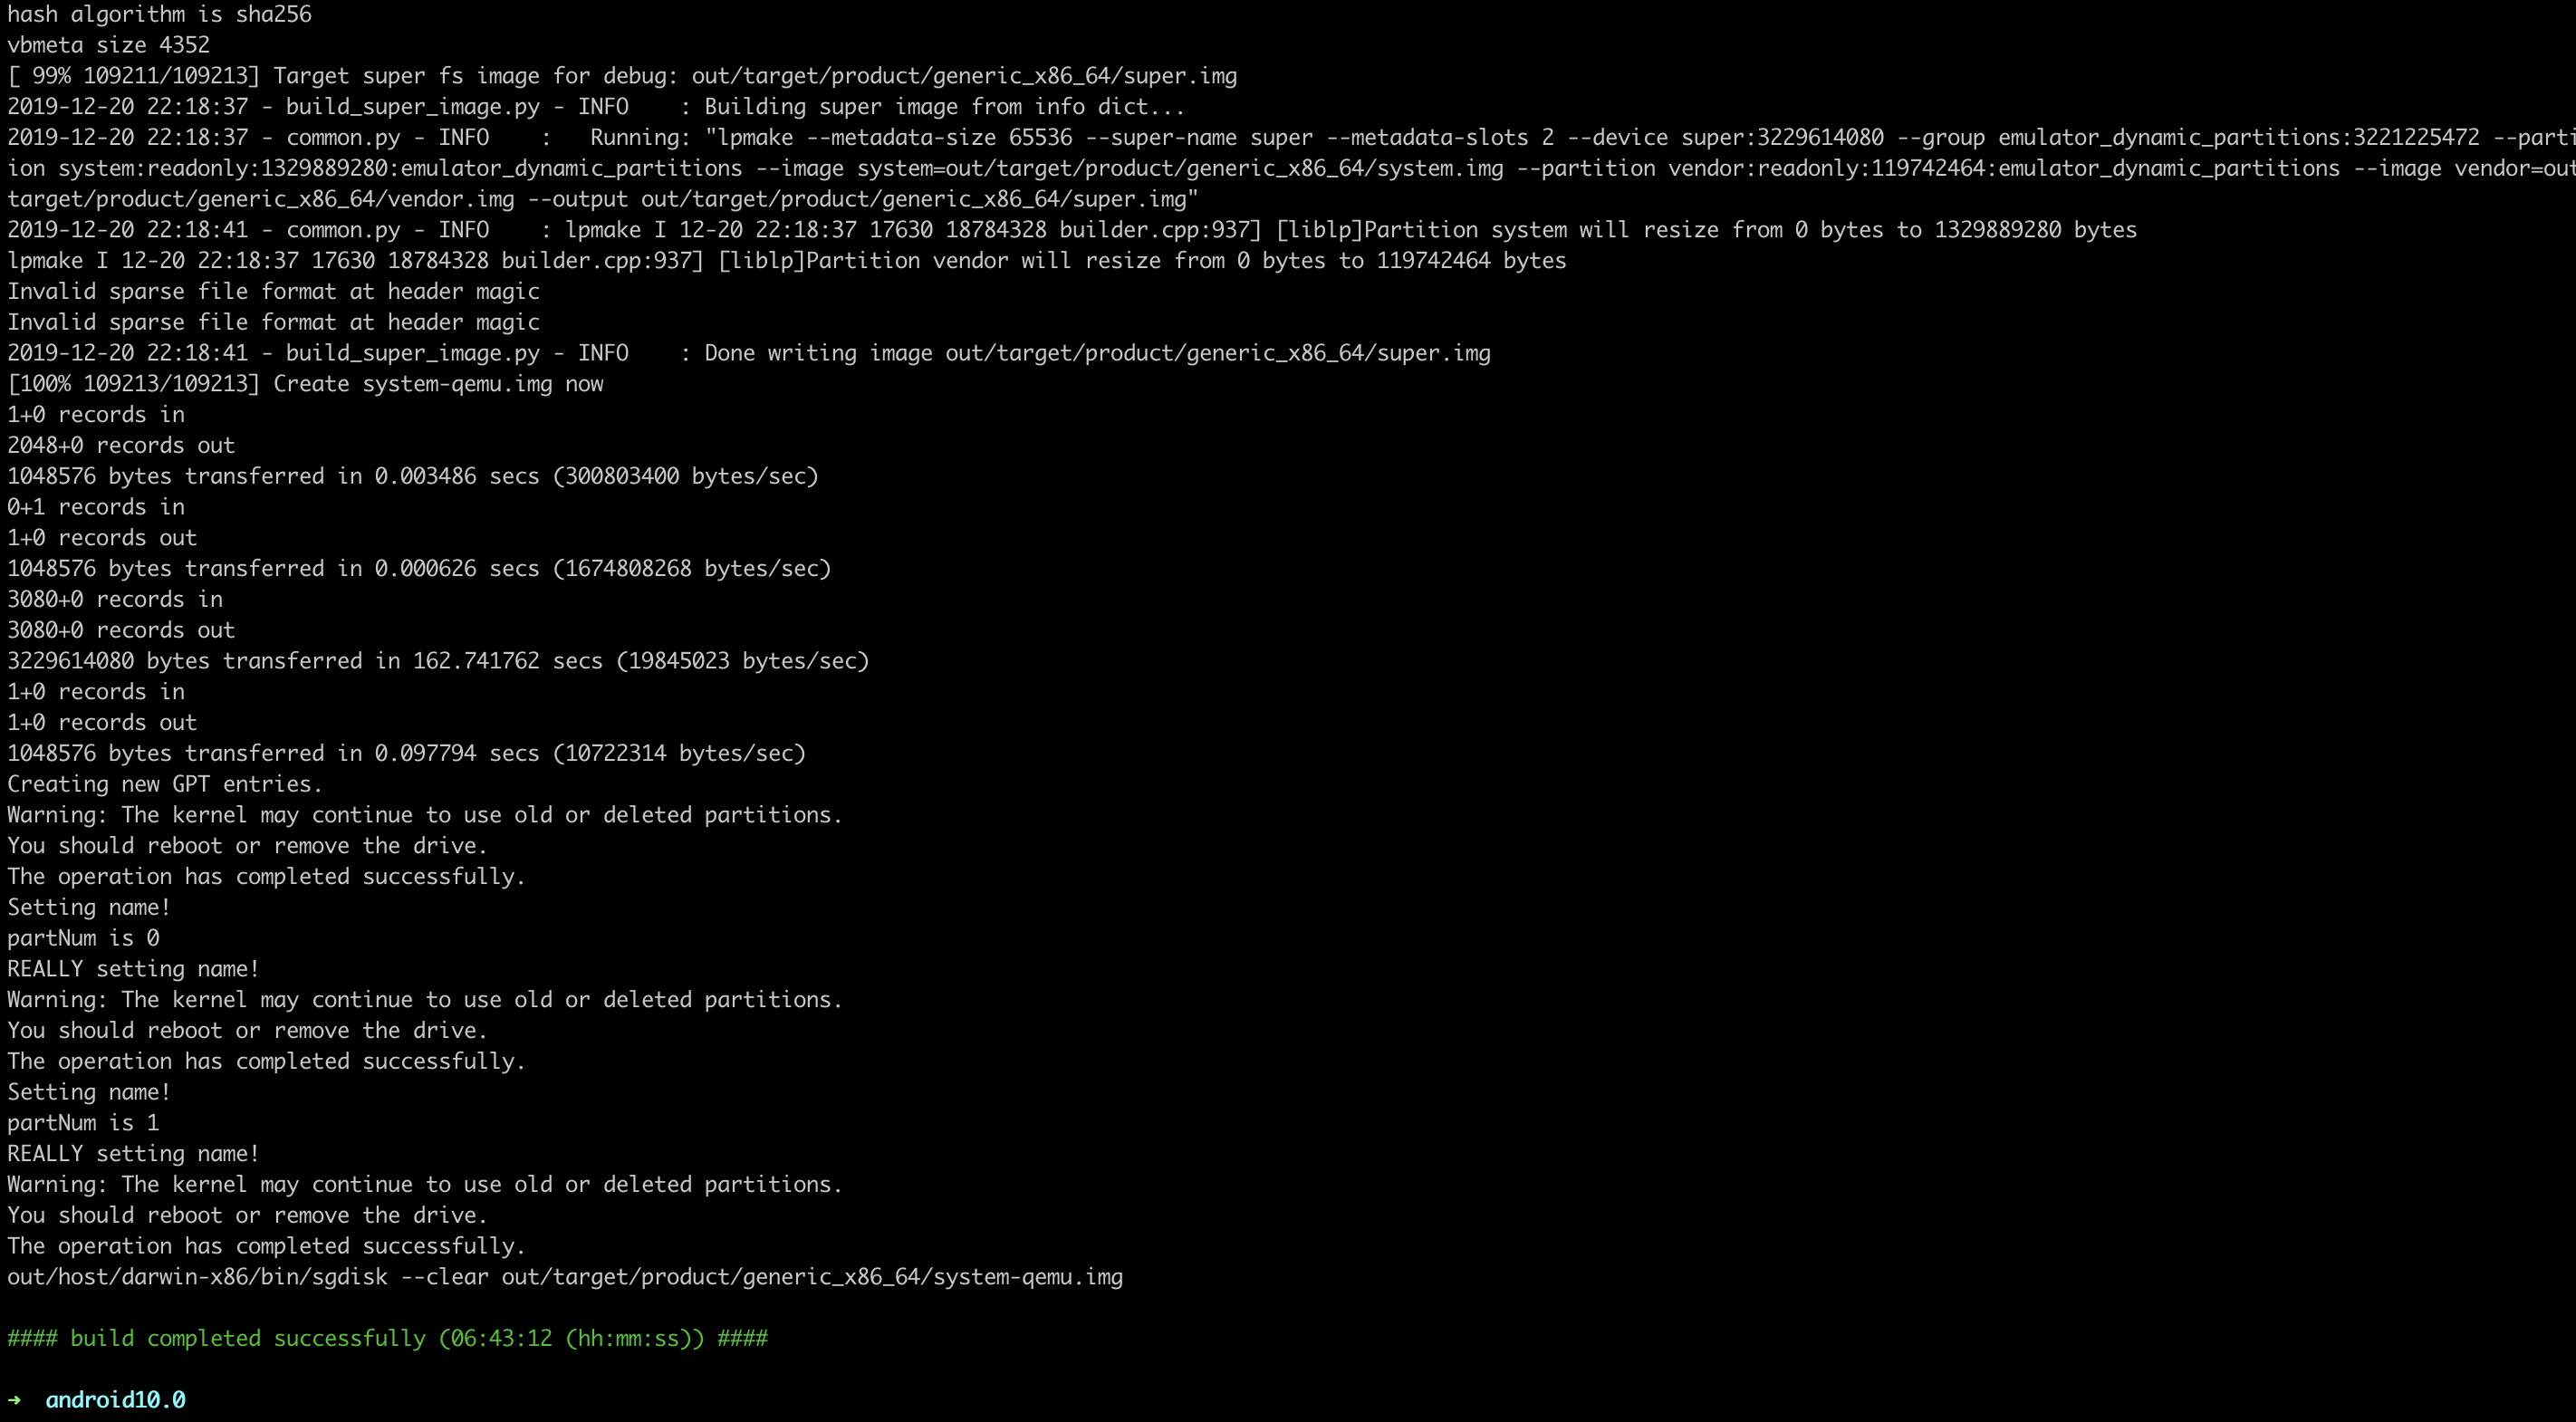 hash algorithm is sha256
vbmeta size 4352
[ 99% 109211/109213] Target super fs image for debug: out/target/product/generic_x86_64/super.img
2019-12-20 22:18:37 - build_super_image.py - INFO    : Building super image from info dict...
2019-12-20 22:18:37 - common.py - INFO    :   Running: "lpmake --metadata-size 65536 --super-name super --metadata-slots 2 --device super:3229614080 --group emulator_dynamic_partitions:3221225472 --parti
ion system:readonly:1329889280:emulator_dynamic_partitions --image system=out/target/product/generic_x86_64/system.img --partition vendor:readonly:119742464:emulator_dynamic_partitions --image vendor=out
target/product/generic_x86_64/vendor.img --output out/target/product/generic_x86_64/super.img"
2019-12-20 22:18:41 - common.py - INFO    : lpmake I 12-20 22:18:37 17630 18784328 builder.cpp:937] [liblp]Partition system will resize from 0 bytes to 1329889280 bytes
lpmake I 12-20 22:18:37 17630 18784328 builder.cpp:937] [liblp]Partition vendor will resize from 0 bytes to 119742464 bytes
Invalid sparse file format at header magic
Invalid sparse file format at header magic
2019-12-20 22:18:41 - build_super_image.py - INFO    : Done writing image out/target/product/generic_x86_64/super.img
[100% 109213/109213] Create system-qemu.img now
1+0 records in
2048+0 records out
1048576 bytes transferred in 0.003486 secs (300803400 bytes/sec)
0+1 records in
1+0 records out
1048576 bytes transferred in 0.000626 secs (1674808268 bytes/sec)
3080+0 records in
3080+0 records out
3229614080 bytes transferred in 162.741762 secs (19845023 bytes/sec)
1+0 records in
1+0 records out
1048576 bytes transferred in 0.097794 secs (10722314 bytes/sec)
Creating new GPT entries.
Warning: The kernel may continue to use old or deleted partitions.
You should reboot or remove the drive.
The operation has completed successfully.
Setting name!
partNum is 0
REALLY setting name!
Warning: The kernel may continue to use old or deleted partitions.
You should reboot or remove the drive.
The operation has completed successfully.
Setting name!
partNum is 1
REALLY setting name!
Warning: The kernel may continue to use old or deleted partitions.
You should reboot or remove the drive.
The operation has completed successfully.
out/host/darwin-x86/bin/sgdisk --clear out/target/product/generic_x86_64/system-qemu.img
#### build completed successfully (06:43:12 (hh:mm:ss)) ####
➜  android10.0